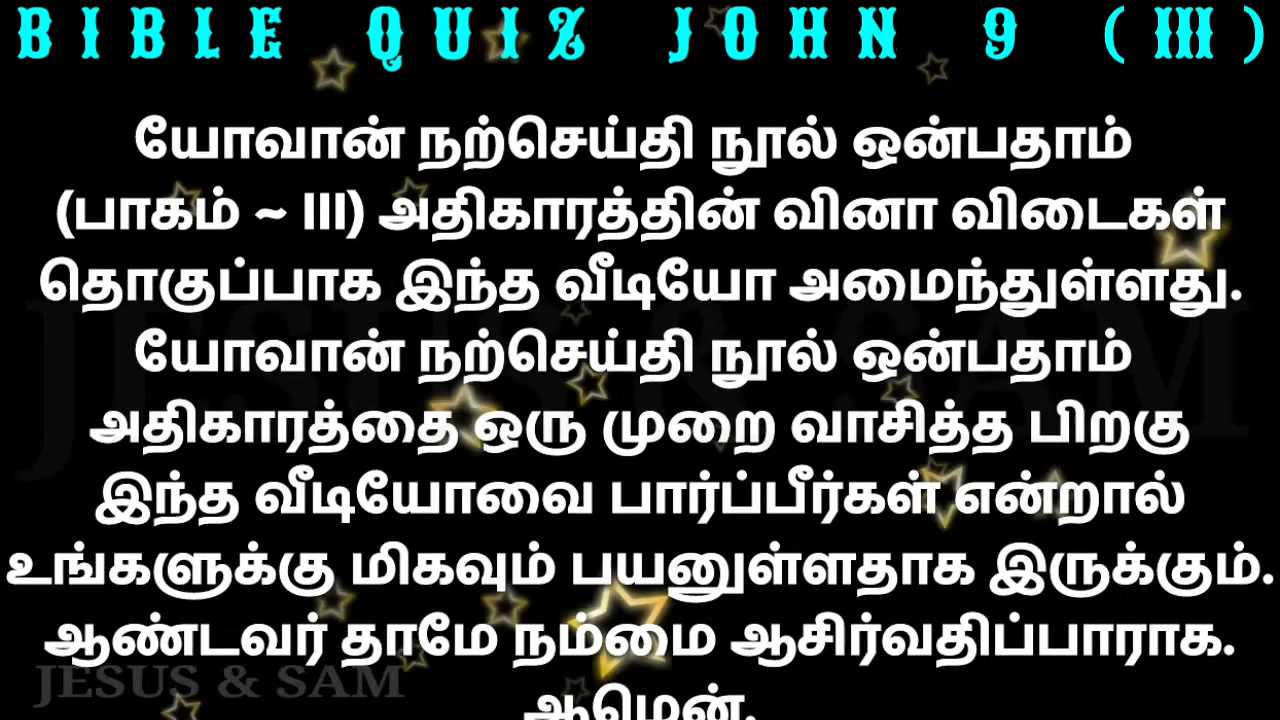 BIBLE QUIZ JOHN 9 (III)
யோவான் நற்செய்தி நூல் ஒன்பதாம்
(பாகம் ~ III) அதிகாரத்தின் வினா விடைகள்
தொகுப்பாக இந்த வீடியோ அமைந்துள்ளது.
யோவான் நற்செய்தி நூல் ஒன்பதாம்
அதிகாரத்தை ஒரு முறை வாசித்த பிறகு
இந்த வீடியோவை பார்ப்பீர்கள் என்றால்
உங்களுக்கு மிகவும் பயனுள்ளதாக இருக்கும்.
ஆண்டவர் தாமே நம்மை ஆசிர்வதிப்பாராக.
JESUS & SAM
ஆமென்.
JESUS & SAM